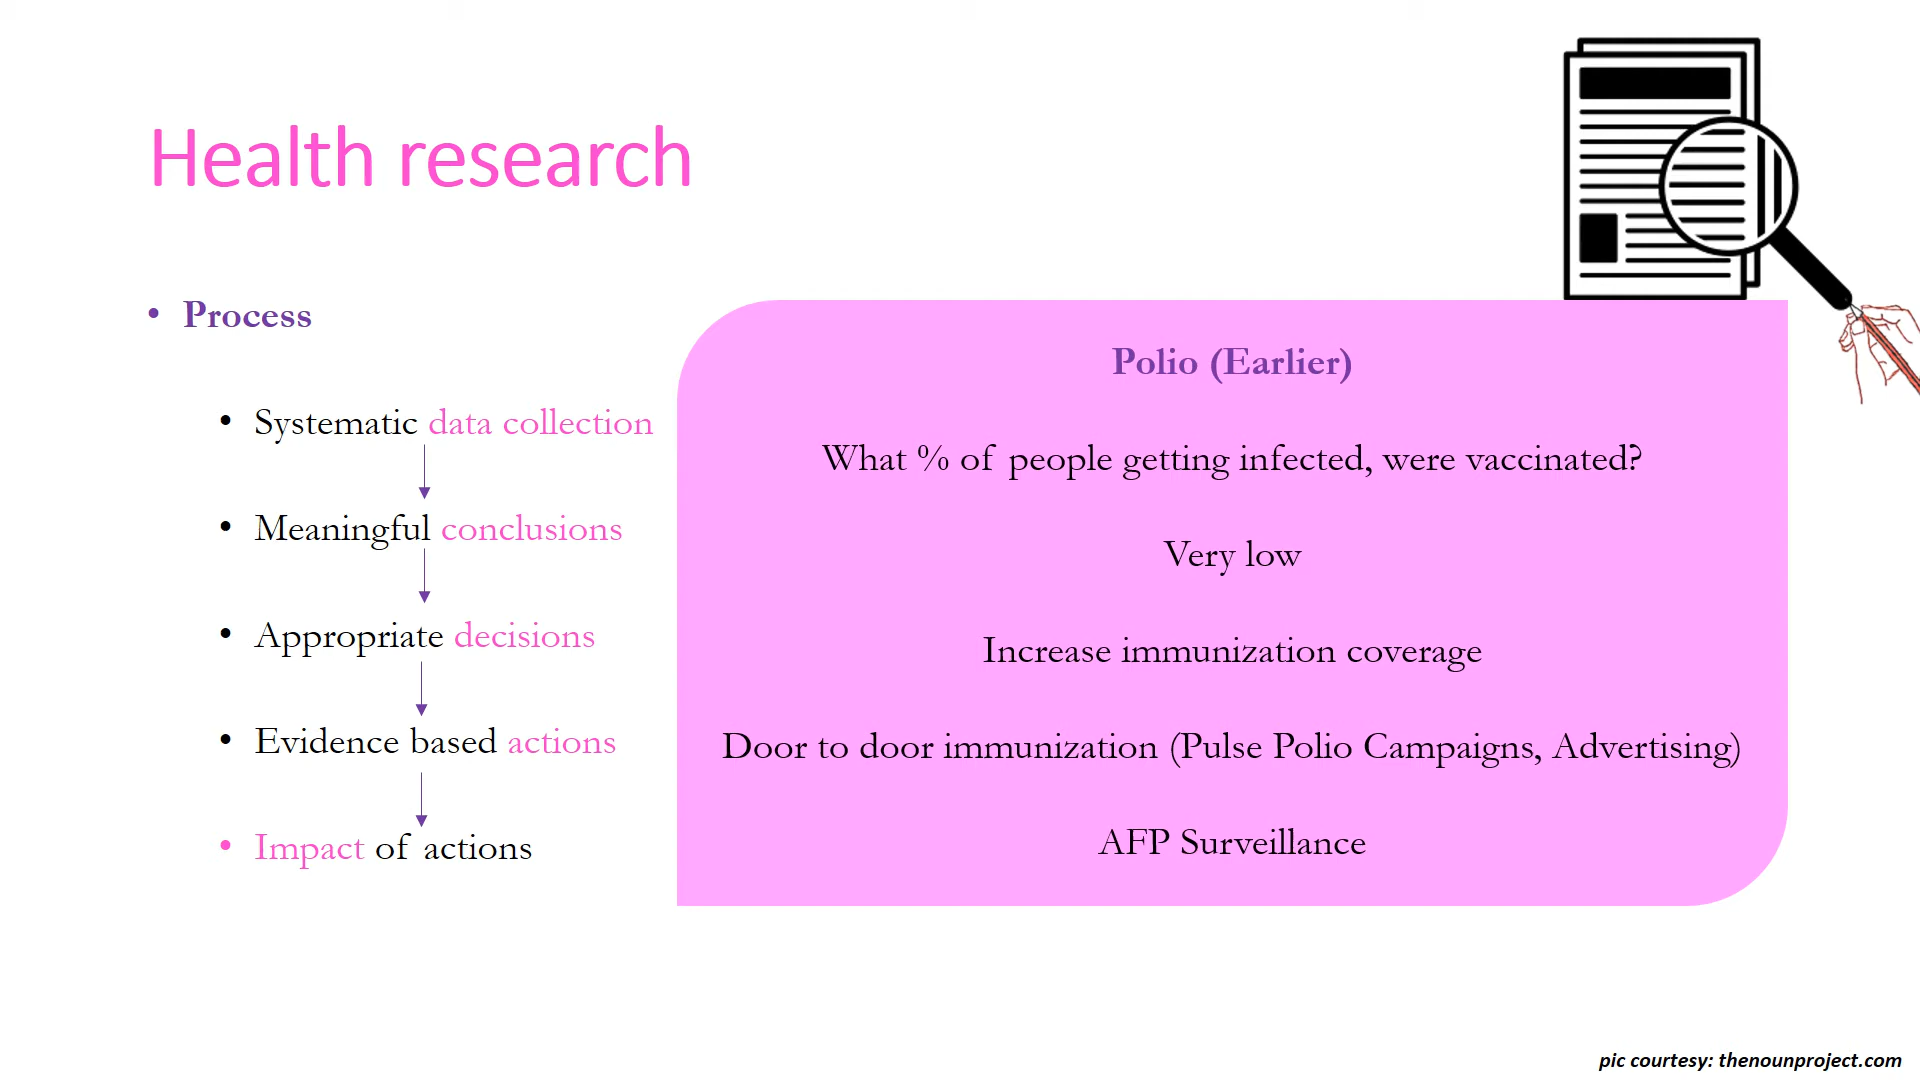 Health research
• Process
• Systematic data collection
• Meaningful conclusions
• Appropriate decisions
• Evidence based actions
• Impact of actions
Polio (Earlier)
What % of people getting infected, were vaccinated?
Very low
Increase immunization coverage
Door to door immunization (Pulse Polio Campaigns, Advertising)
AFP Surveillance
pic courtesy: thenounproject.com